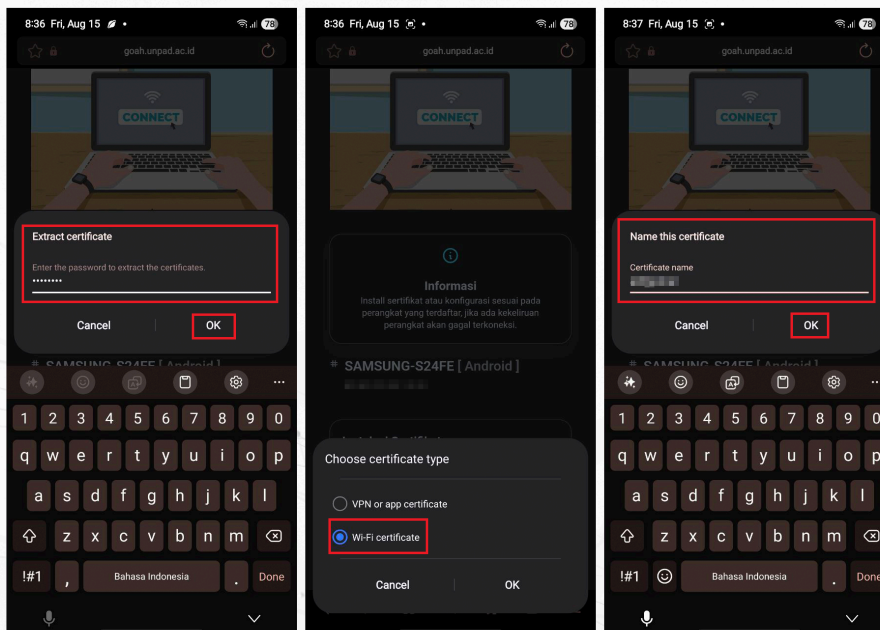 8:36 Fri, Aug 15
78
goah.unpad.ac.id
CONNECT
Extract certificate
Enter the password to extract the certificates.
••••••••
Cancel
OK
# SAMSUNG-S24FE [ Android ]
1 2 3 4 5 6 7 8 9 0
q w e r t y u i o p
a s d f g h j k l
z x c v b n m
!#1 , Bahasa Indonesia . Done
8:36 Fri, Aug 15
78
goah.unpad.ac.id
CONNECT
Informasi
Install sertifikat atau konfigurasi sesuai pada
perangkat yang terdaftar, jika ada kekeliruan
perangkat akan gagal terkoneksi.
# SAMSUNG-S24FE [ Android ]
Choose certificate type
VPN or app certificate
Wi-Fi certificate
Cancel
OK
8:37 Fri, Aug 15
78
goah.unpad.ac.id
CONNECT
Name this certificate
Certificate name
Cancel
OK
# SAMSUNG-S24FE [ Android ]
1 2 3 4 5 6 7 8 9 0
q w e r t y u i o p
a s d f g h j k l
z x c v b n m
!#1 Bahasa Indonesia . Done